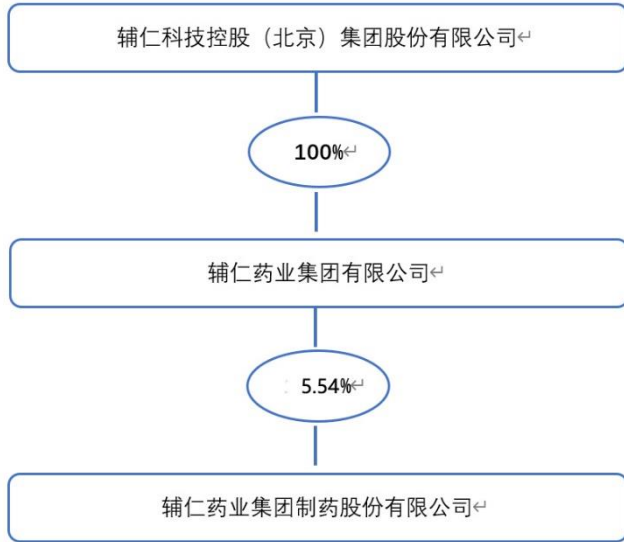 辅仁科技控股（北京）集团股份有限公司↵
100%↵
辅仁药业集团有限公司↵
5.54%↵
辅仁药业集团制药股份有限公司↵